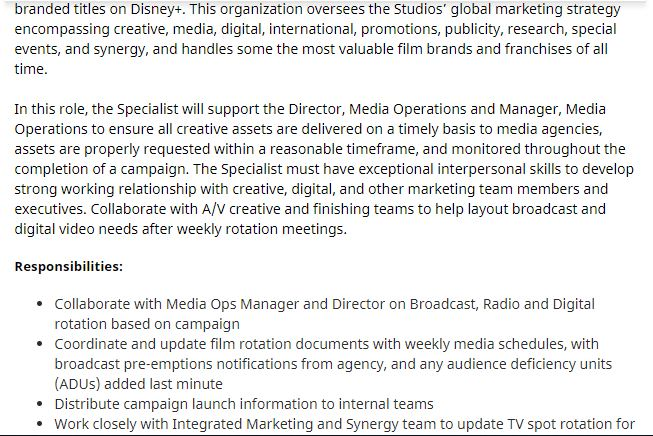 branded titles on Disney+. This organization oversees the Studios' global marketing strategy
encompassing creative, media, digital, international, promotions, publicity, research, special
events, and synergy, and handles some the most valuable film brands and franchises of all
time.
In this role, the Specialist will support the Director, Media Operations and Manager, Media
Operations to ensure all creative assets are delivered on a timely basis to media agencies,
assets are properly requested within a reasonable timeframe, and monitored throughout the
completion of a campaign. The Specialist must have exceptional interpersonal skills to develop
strong working relationship with creative, digital, and other marketing team members and
executives. Collaborate with A/V creative and finishing teams to help layout broadcast and
digital video needs after weekly rotation meetings.
Responsibilities:
• Collaborate with Media Ops Manager and Director on Broadcast, Radio and Digital
rotation based on campaign
• Coordinate and update film rotation documents with weekly media schedules, with
broadcast pre-emptions notifications from agency, and any audience deficiency units
(ADUs) added last minute
• Distribute campaign launch information to internal teams
• Work closely with Integrated Marketing and Synergy team to update TV spot rotation for